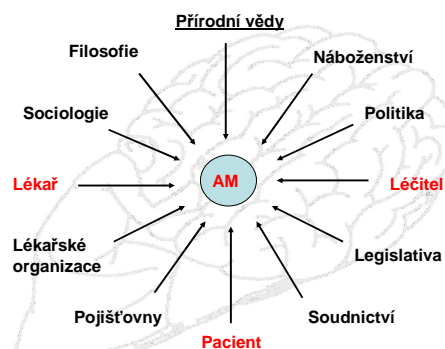 Přírodní vědy
Filosofie
Náboženství
Sociologie
Politika
Lékař
AM
Léčitel
Lékařské
organizace
Legislativa
Pojišťovny
Soudnictví
Pacient